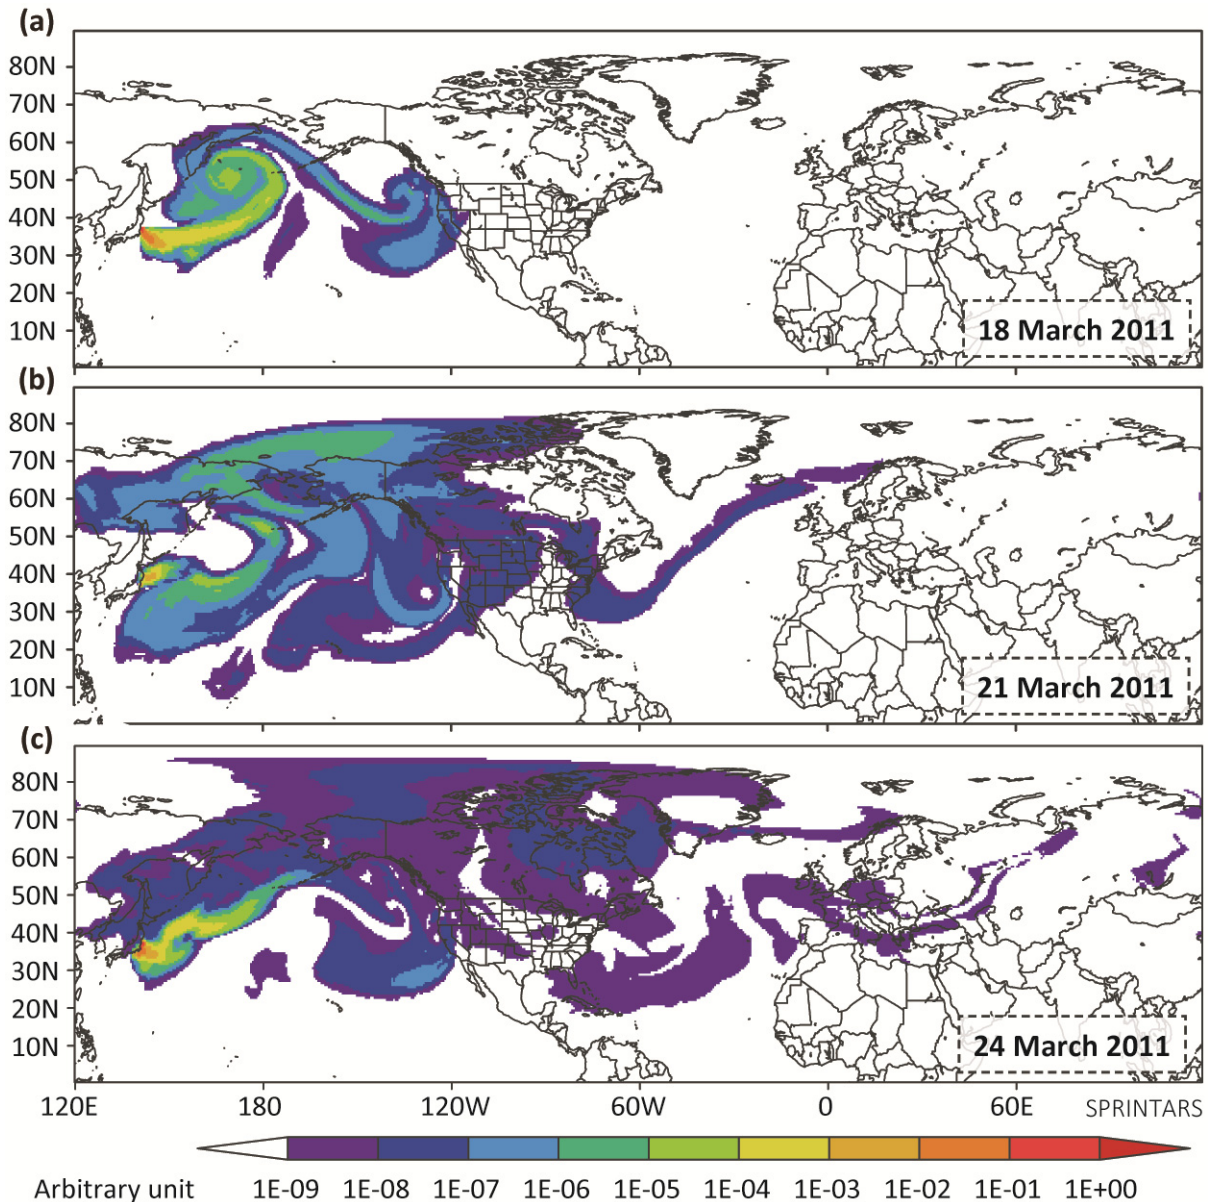 (a)
80N
70N
60N
50N
40N
30N
20N
10N
18 March 2011
(b)
80N
70N
60N
50N
40N
30N
20N
10N
21 March 2011
(c)
80N
70N
60N
50N
40N
30N
20N
10N
24 March 2011
120E 180 120W 60W 0 60E SPRINTARS
Arbitrary unit 1E-09 1E-08 1E-07 1E-06 1E-05 1E-04 1E-03 1E-02 1E-01 1E+00